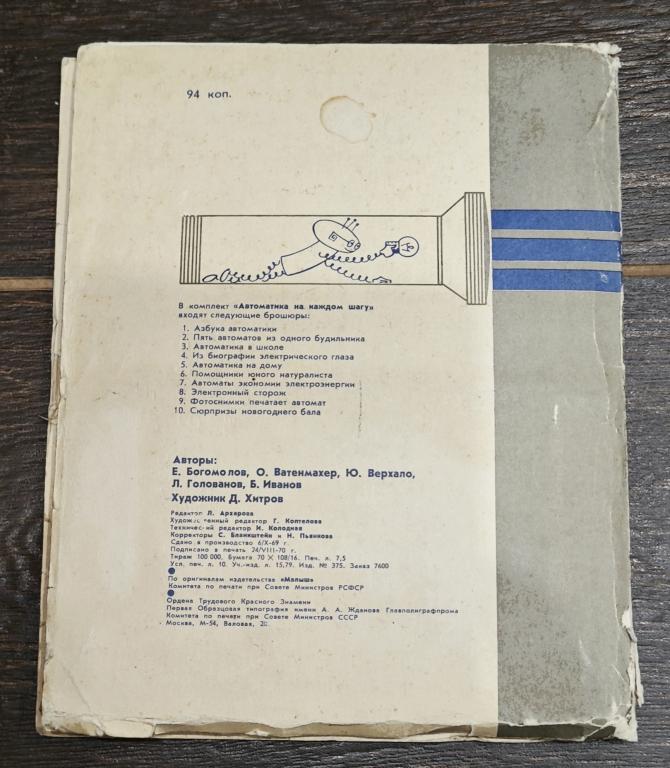 94 коп.
В комплект «Автоматика на каждом шагу»
входят следующие брошюры:
1. Азбука автоматики
2. Пять автоматов из одного будильника
3. Автоматика в школе
4. Из биографии электрического глаза
5. Автоматика на дому
6. Помощники юного натуралиста
7. Автоматы экономии электроэнергии
8. Электронный сторож
9. Фотоснимки печатает автомат
10. Сюрпризы новогоднего бала
Авторы:
Е. Богомолов, О. Ватенмахер, Ю. Верхало,
Л. Голованов, Б. Иванов
Художник Д. Хитров
Редактор Л. Архарова
Художественный редактор Г. Коптелова
Технический редактор И. Колодная
Корректоры С. Бланкштейн и Н. Пьянкова
Сдано в производство 6/X-69 г.
Подписано в печать 24/VIII-70 г.
Тираж 100 000. Бумага 70 × 108/16. Печ. л. 7,5
Усл. печ. л. 10. Уч.-изд. л. 15,79. Изд. № 375. Заказ 7600
По оригиналам издательства «Малыш»
Комитета по печати при Совете Министров РСФСР
Ордена Трудового Красного Знамени
Первая Образцовая типография имени А. А. Жданова Главполиграфпрома
Комитета по печати при Совете Министров СССР
Москва, М-54, Валовая,